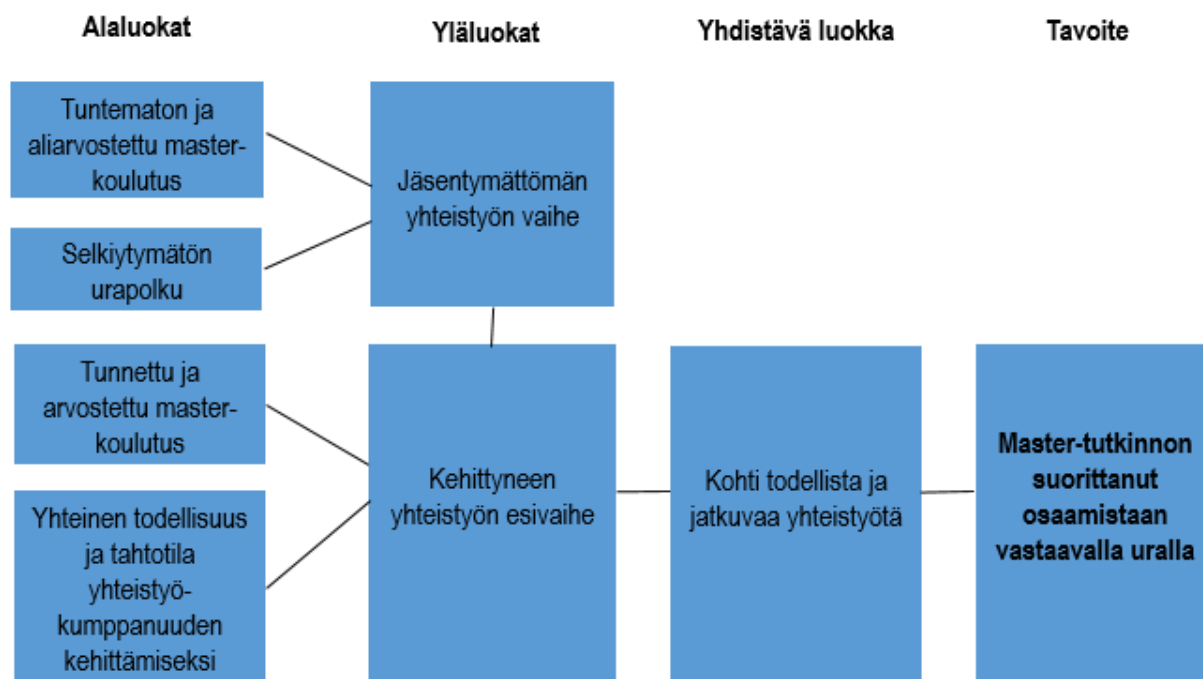 Alaluokat
Yläluokat
Yhdistävä luokka
Tavoite
Tuntematon ja
aliarvostettu master-
koulutus
Selkiytymätön
urapolku
Jäsentymättömän
yhteistyön vaihe
Tunnettu ja
arvostettu master-
koulutus
Yhteinen todellisuus
ja tahtotila
yhteistyö-
kumppanuuden
kehittämiseksi
Kehittyneen
yhteistyön esivaihe
Kohti todellista ja
jatkuvaa yhteistyötä
Master-tutkinnon
suorittanut
osaamistaan
vastaavalla uralla